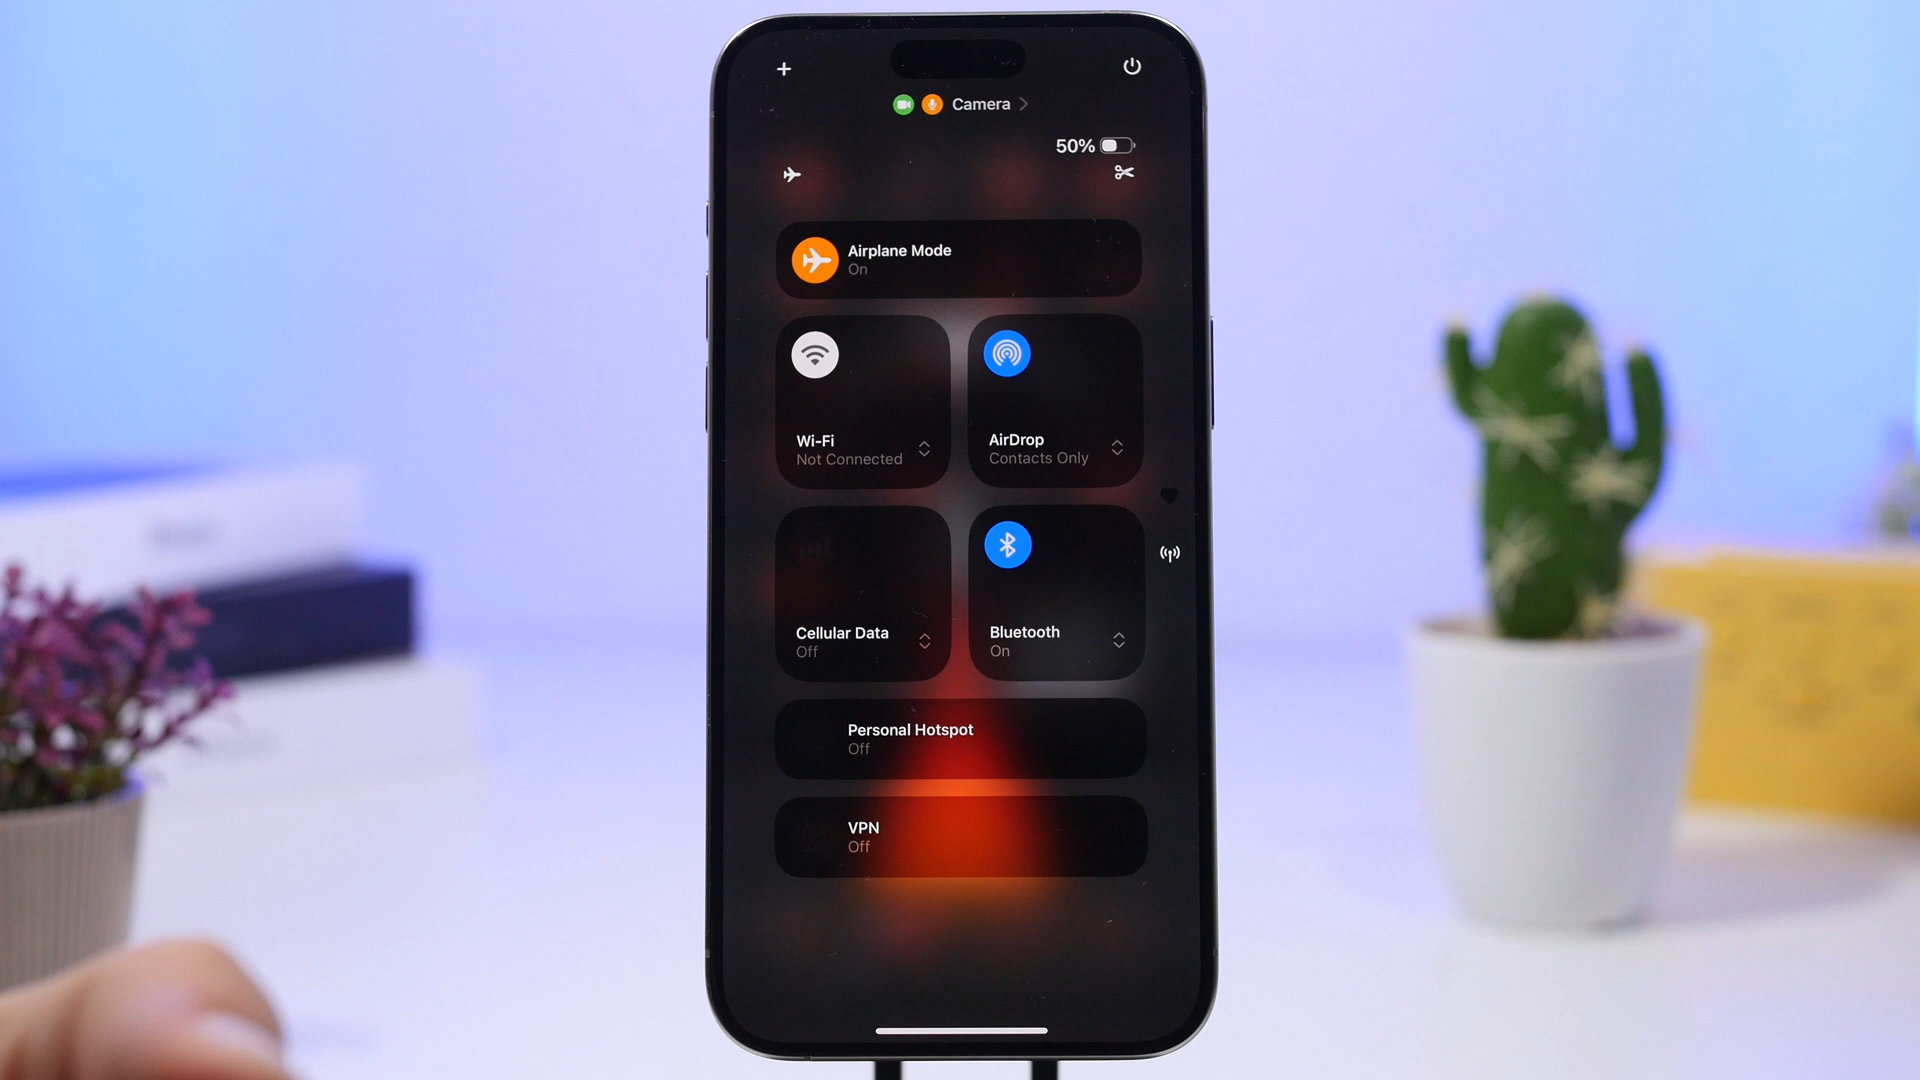 Camera
50%
Airplane Mode
On
Wi-Fi
Not Connected
AirDrop
Contacts Only
Cellular Data
Off
Bluetooth
On
Personal Hotspot
Off
VPN
Off